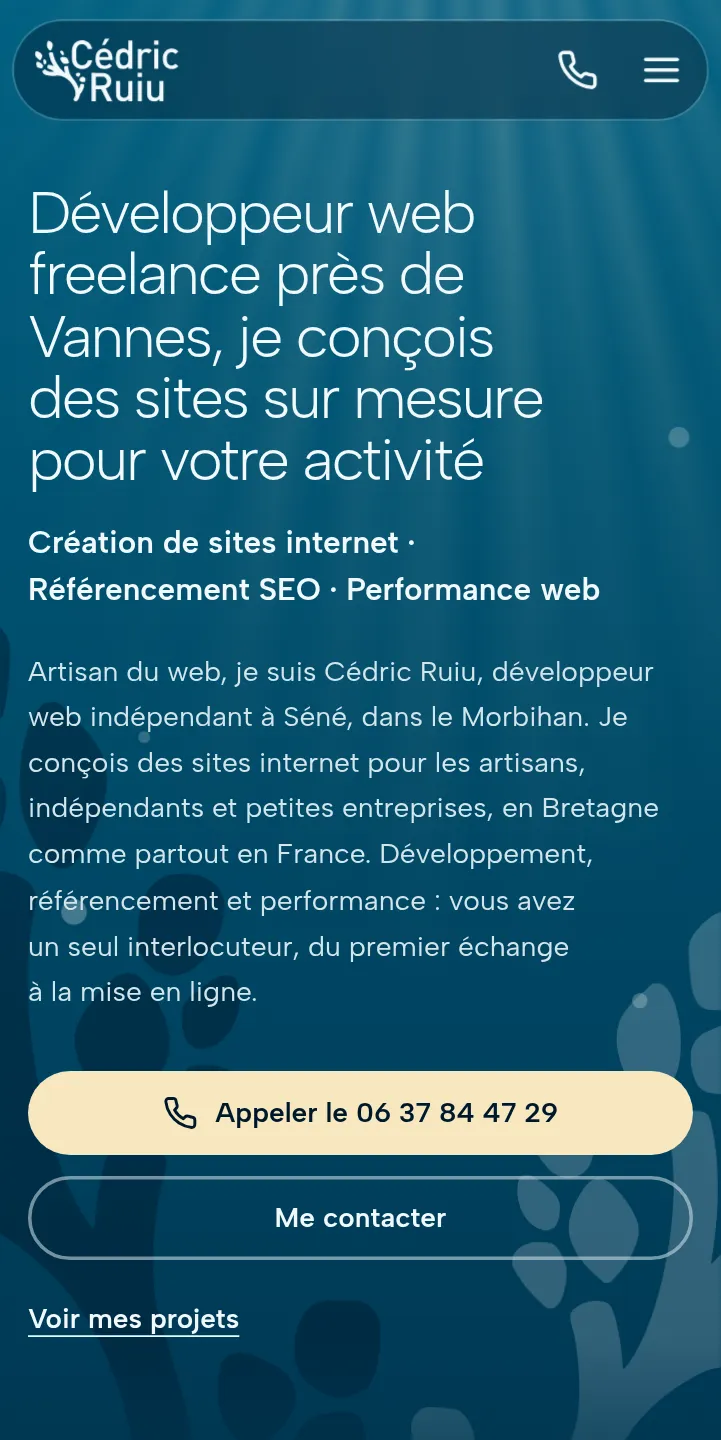 Cédric
Ruiu
Développeur web
freelance près de
Vannes, je conçois
des sites sur mesure
pour votre activité
Création de sites internet ·
Référencement SEO · Performance web
Artisan du web, je suis Cédric Ruiu, développeur
web indépendant à Séné, dans le Morbihan. Je
conçois des sites internet pour les artisans,
indépendants et petites entreprises, en Bretagne
comme partout en France. Développement,
référencement et performance : vous avez
un seul interlocuteur, du premier échange
à la mise en ligne.
Appeler le 06 37 84 47 29
Me contacter
Voir mes projets